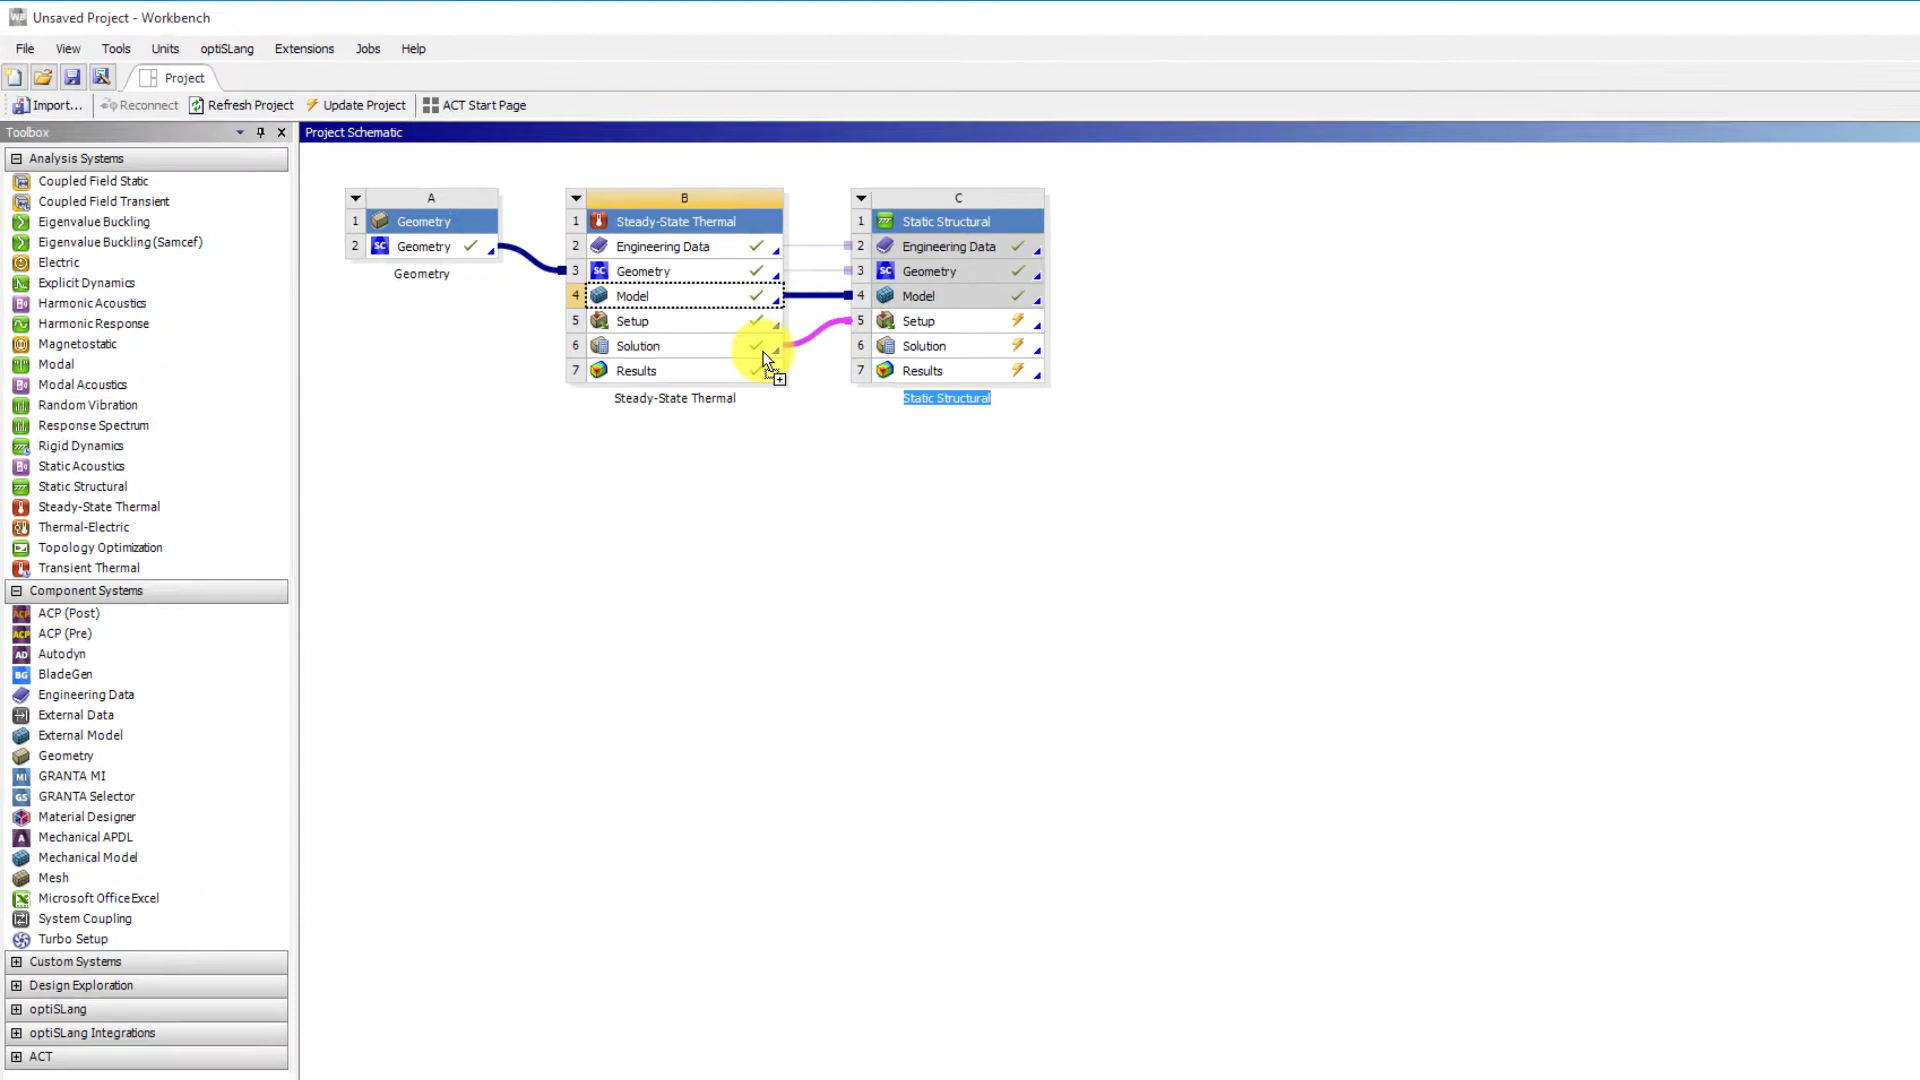 Unsaved Project - Workbench
File View Tools Units optiSLang Extensions Jobs Help
Project
Import... Reconnect Refresh Project Update Project ACT Start Page
Toolbox
Analysis Systems
Coupled Field Static
Coupled Field Transient
Eigenvalue Buckling
Eigenvalue Buckling (Samcef)
Electric
Explicit Dynamics
Harmonic Acoustics
Harmonic Response
Magnetostatic
Modal
Modal Acoustics
Random Vibration
Response Spectrum
Rigid Dynamics
Static Acoustics
Static Structural
Steady-State Thermal
Thermal-Electric
Topology Optimization
Transient Thermal
Component Systems
ACP (Post)
ACP (Pre)
Autodyn
BladeGen
Engineering Data
External Data
External Model
Geometry
GRANTA MI
GRANTA Selector
Material Designer
Mechanical APDL
Mechanical Model
Mesh
Microsoft Office Excel
System Coupling
Turbo Setup
Custom Systems
Design Exploration
optiSLang
optiSLang Integrations
ACT
Project Schematic
A
1 Geometry
2 SC Geometry
Geometry
B
1 Steady-State Thermal
2 Engineering Data
3 SC Geometry
4 Model
5 Setup
6 Solution
7 Results
Steady-State Thermal
C
1 Static Structural
2 Engineering Data
3 SC Geometry
4 Model
5 Setup
6 Solution
7 Results
Static Structural